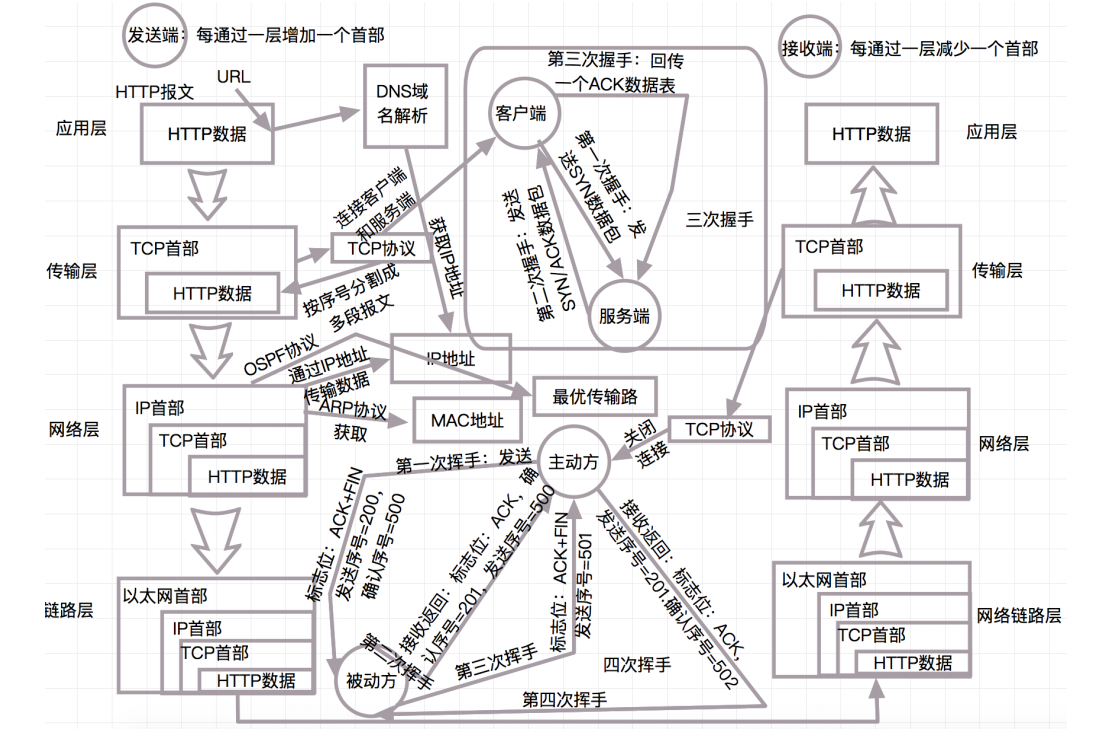 发送端：每通过一层增加一个首部
接收端：每通过一层减少一个首部
URL
HTTP报文
应用层
HTTP数据
DNS域
名解析
第三次握手：回传
一个ACK数据表
客户端
第一次握手：发
送SYN数据包
第二次握手：发送
SYN/ACK数据包
服务端
三次握手
HTTP数据
应用层
连接客户端
和服务端
获取IP地址
TCP首部
HTTP数据
传输层
TCP协议
按序号分割成
多段报文
TCP首部
HTTP数据
传输层
OSPF协议
通过IP地址
传输数据
IP地址
ARP协议
获取
MAC地址
最优传输路
IP首部
TCP首部
HTTP数据
网络层
TCP协议
关闭
连接
主动方
IP首部
TCP首部
HTTP数据
网络层
第一次挥手：发送
标志位：ACK+FIN
发送序号=200，
确认序号=500
接收返回：标志位：ACK，确
认序号=201，发送序号=500
标志位：ACK+FIN
发送序号=501
接收返回：标志位：ACK，
发送序号=201.确认序号=502
以太网首部
IP首部
TCP首部
HTTP数据
链路层
第二次挥手
被动方
第三次挥手
四次挥手
第四次挥手
以太网首部
IP首部
TCP首部
HTTP数据
网络链路层